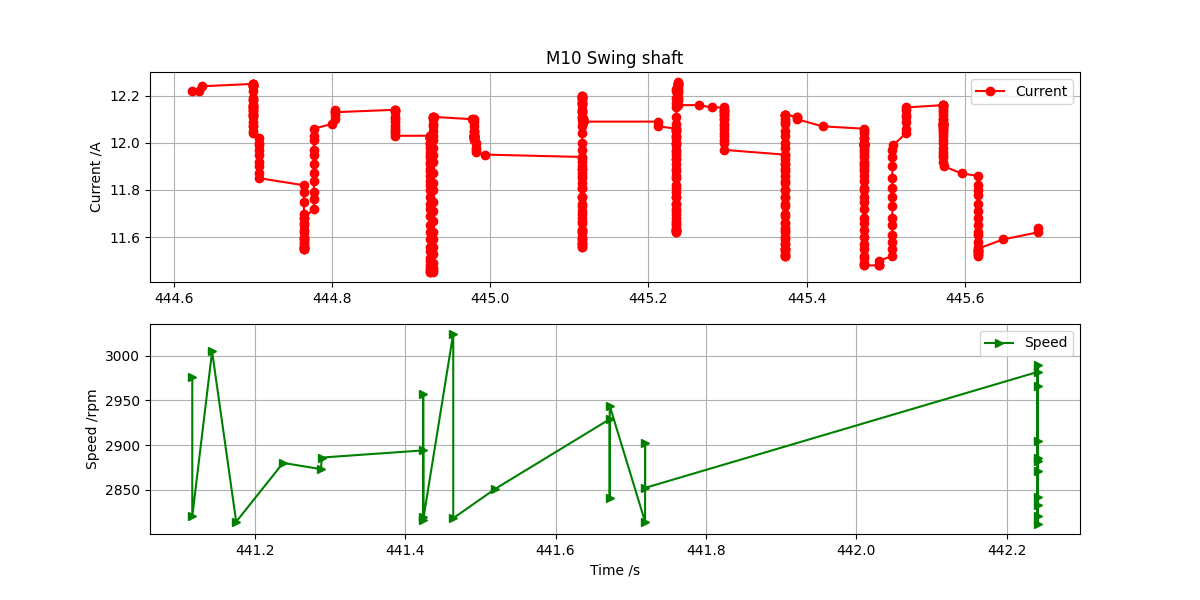 M10 Swing shaft
Current /A
12.2
12.0
11.8
11.6
Current
444.6 444.8 445.0 445.2 445.4 445.6
Speed /rpm
3000
2950
2900
2850
Speed
441.2 441.4 441.6 441.8 442.0 442.2
Time /s